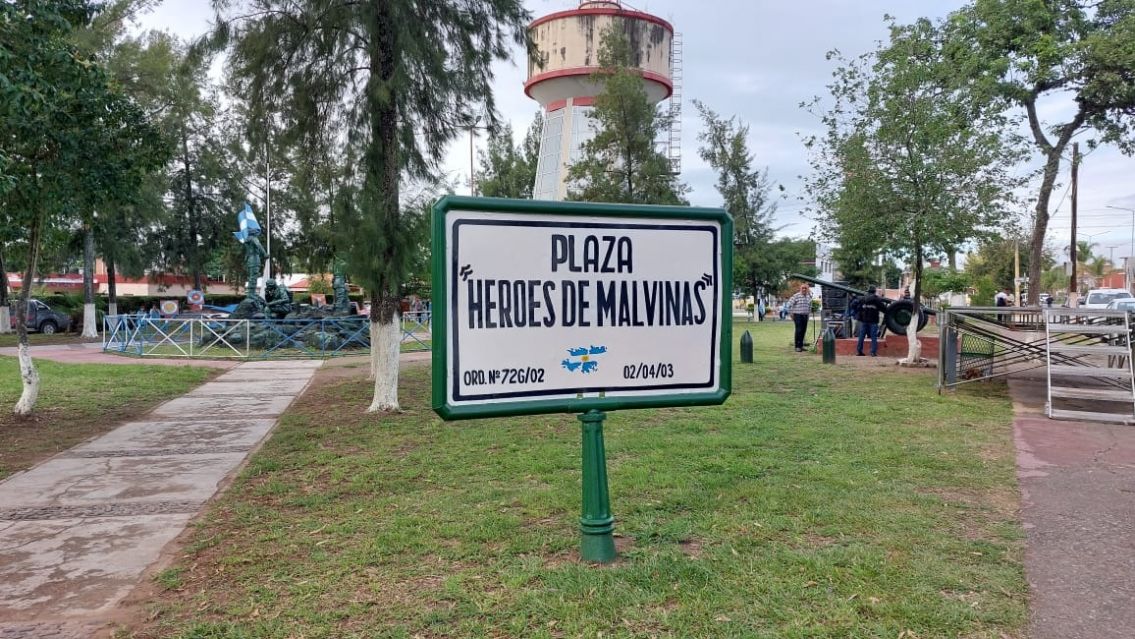 PLAZA
"HEROES DE MALVINAS"
ORD. Nº 726/02 02/04/03